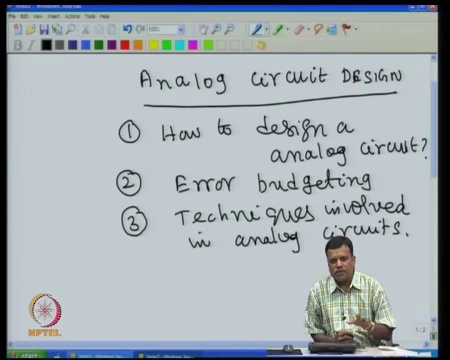 Analog circuit DESIGN
① How to design a
analog circuit?
② Error budgeting
③ Techniques involved
in analog circuits.
NPTEL
start
1/2